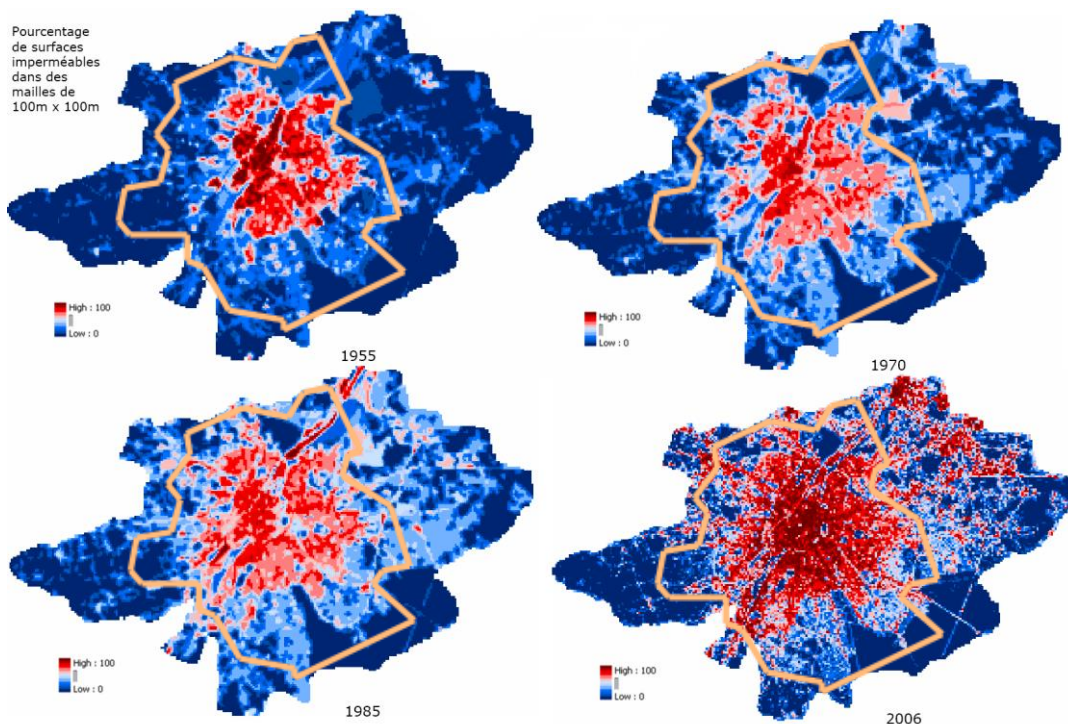 Pourcentage
de surfaces
imperméables
dans des
mailles de
100m x 100m
High : 100
Low : 0
1955
High : 100
Low : 0
1970
High : 100
Low : 0
1985
High : 100
Low : 0
2006